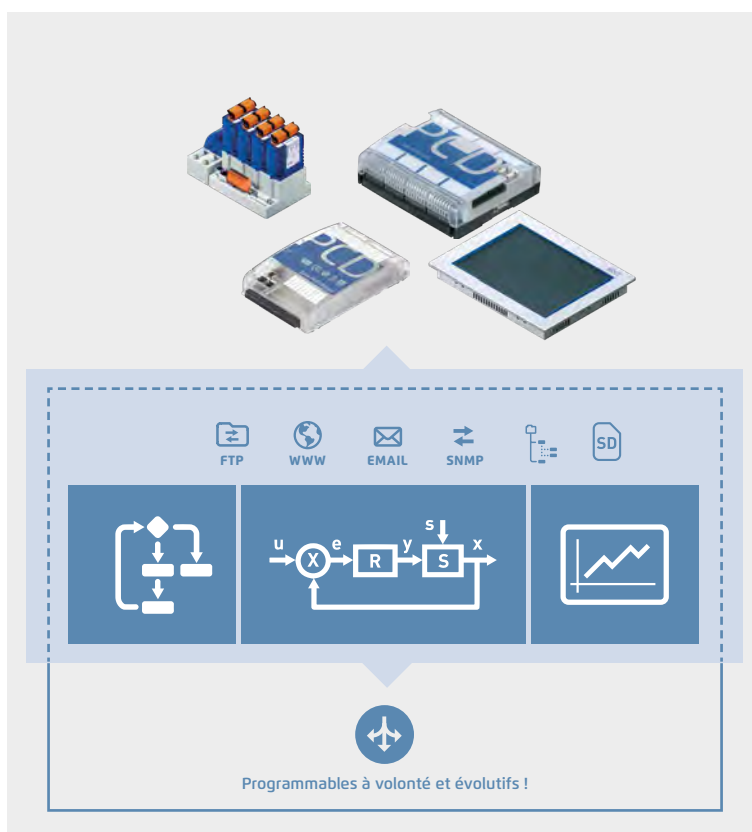 PCD
PCD
FTP
WWW
EMAIL
SNMP
SD
u
X
e
R
y
s
S
x
Programmables à volonté et évolutifs !